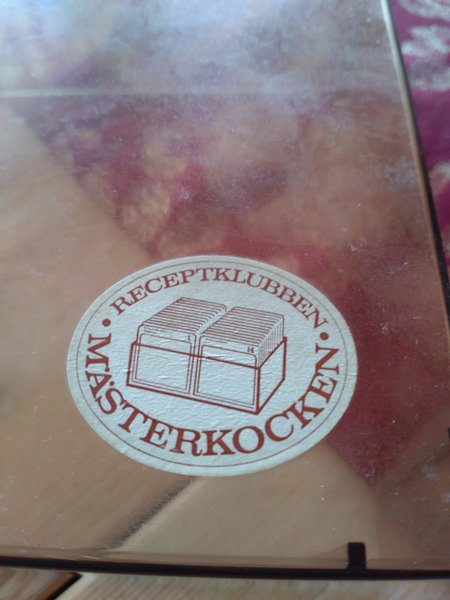 • RECEPTKLUBBEN •
MÄSTERKOCKEN